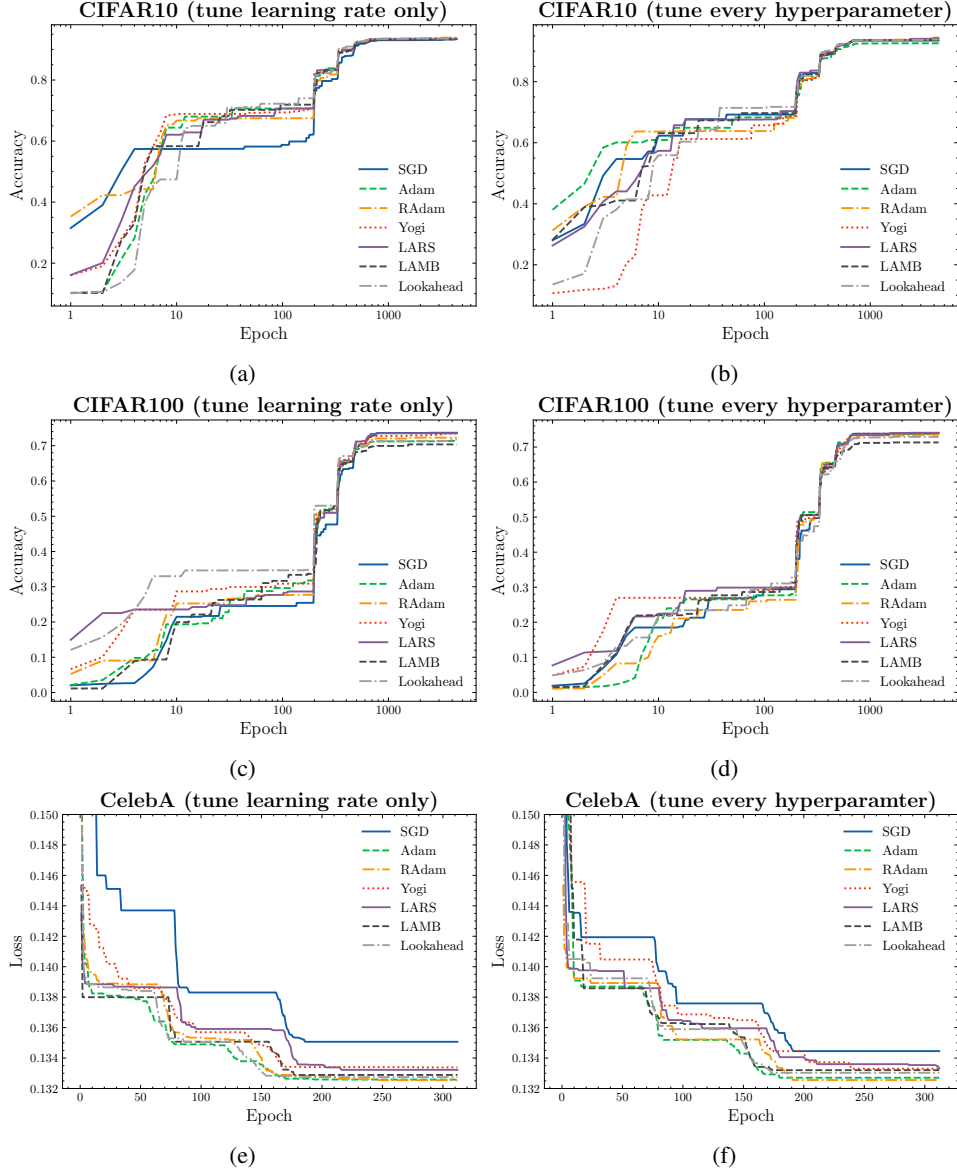 CIFAR10 (tune learning rate only)
Accuracy
0.8
0.6
0.4
0.2
SGD
Adam
RAdam
Yogi
LARS
LAMB
Lookahead
1 10 100 1000
Epoch
(a)
CIFAR10 (tune every hyperparameter)
Accuracy
0.8
0.6
0.4
0.2
SGD
Adam
RAdam
Yogi
LARS
LAMB
Lookahead
1 10 100 1000
Epoch
(b)
CIFAR100 (tune learning rate only)
Accuracy
0.7
0.6
0.5
0.4
0.3
0.2
0.1
0.0
SGD
Adam
RAdam
Yogi
LARS
LAMB
Lookahead
1 10 100 1000
Epoch
(c)
CIFAR100 (tune every hyperparamter)
Accuracy
0.7
0.6
0.5
0.4
0.3
0.2
0.1
0.0
SGD
Adam
RAdam
Yogi
LARS
LAMB
Lookahead
1 10 100 1000
Epoch
(d)
CelebA (tune learning rate only)
Loss
0.150
0.148
0.146
0.144
0.142
0.140
0.138
0.136
0.134
0.132
SGD
Adam
RAdam
Yogi
LARS
LAMB
Lookahead
0 50 100 150 200 250 300
Epoch
(e)
CelebA (tune every hyperparamter)
Loss
0.150
0.148
0.146
0.144
0.142
0.140
0.138
0.136
0.134
0.132
SGD
Adam
RAdam
Yogi
LARS
LAMB
Lookahead
0 50 100 150 200 250 300
Epoch
(f)